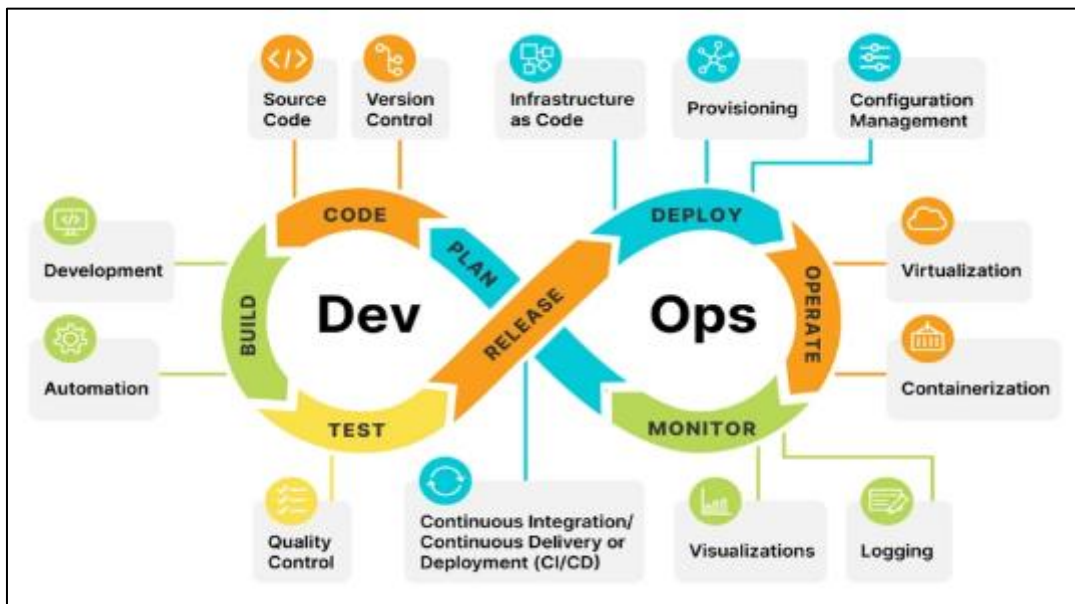 </>
Source
Code
Version
Control
Infrastructure
as Code
Provisioning
Configuration
Management
CODE
DEPLOY
PLAN
Development
Virtualization
OPERATE
BUILD
Dev
Ops
RELEASE
Automation
Containerization
TEST
MONITOR
Quality
Control
Continuous Integration/
Continuous Delivery or
Deployment (CI/CD)
Visualizations
Logging